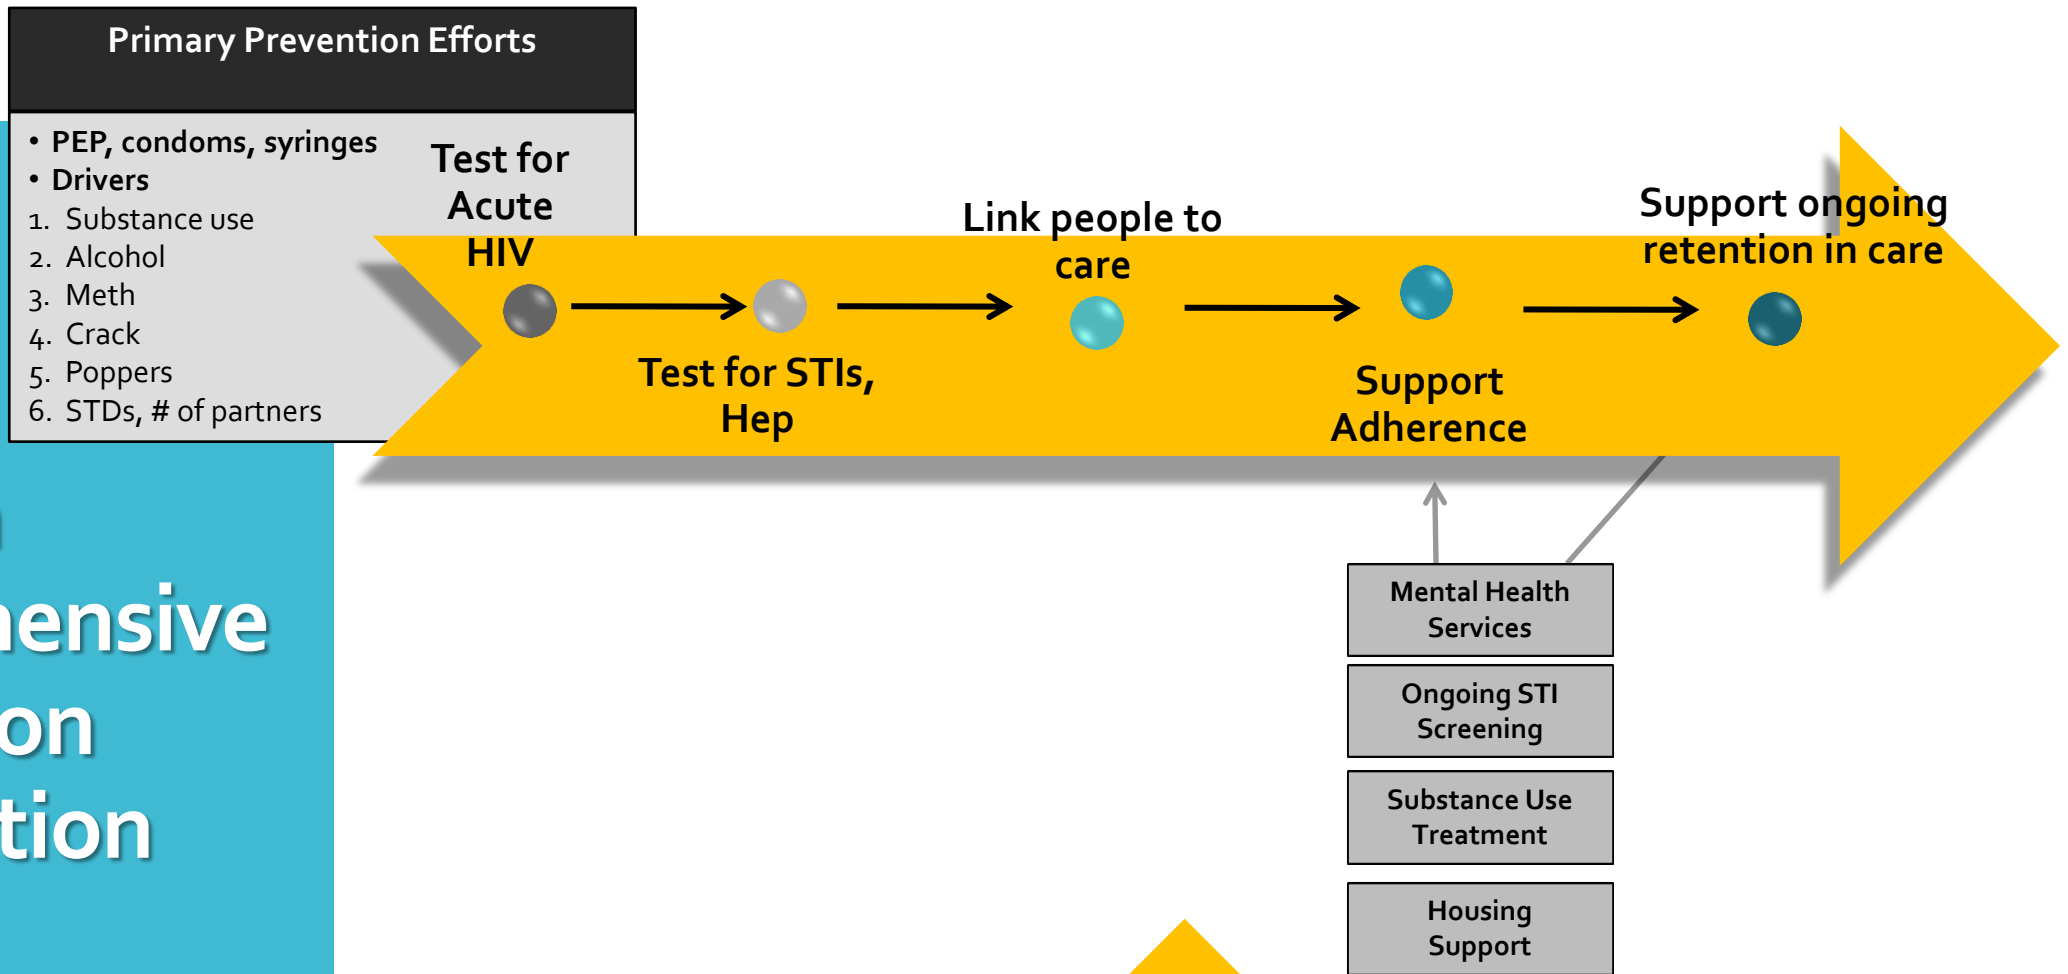 Primary Prevention Efforts
• PEP, condoms, syringes
• Drivers
1. Substance use
2. Alcohol
3. Meth
4. Crack
5. Poppers
6. STDs, # of partners
Test for
Acute
HIV
Test for STIs,
Hep
Link people to
care
Support
Adherence
Support ongoing
retention in care
Mental Health
Services
Ongoing STI
Screening
Substance Use
Treatment
Housing
Support
hensive
on
tion